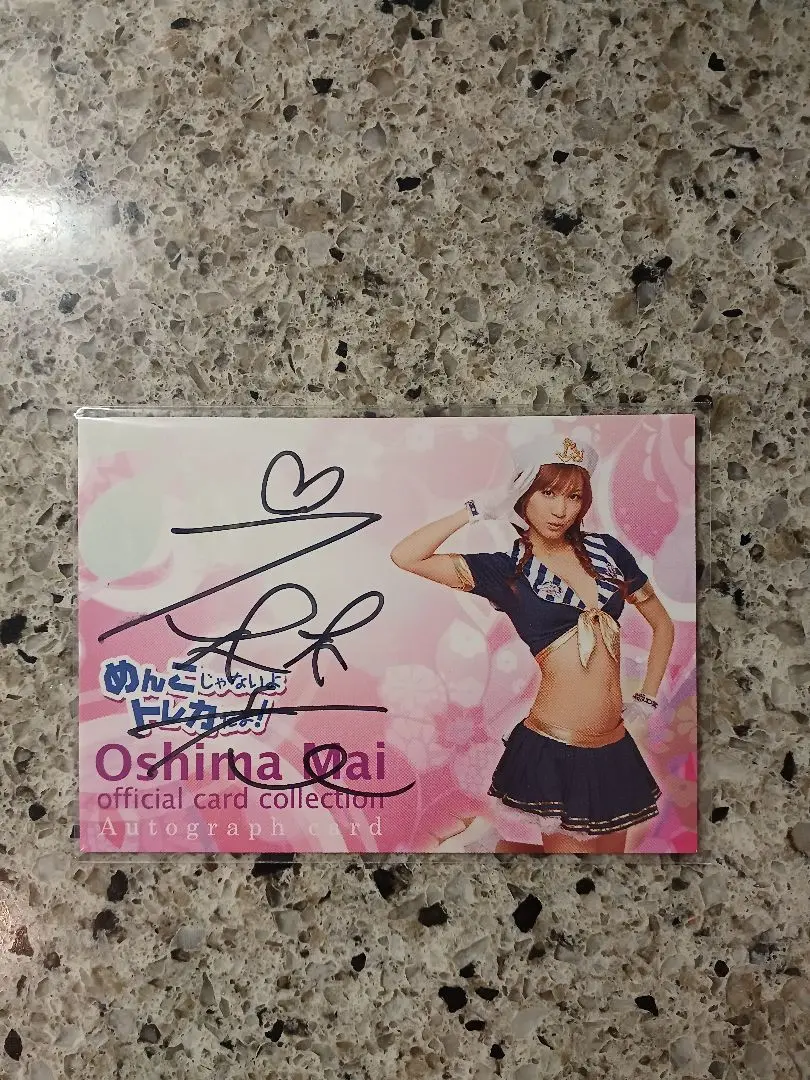 めんこじゃないよ
トレカだよ!
Oshima Mai
official card collection
Autograph card